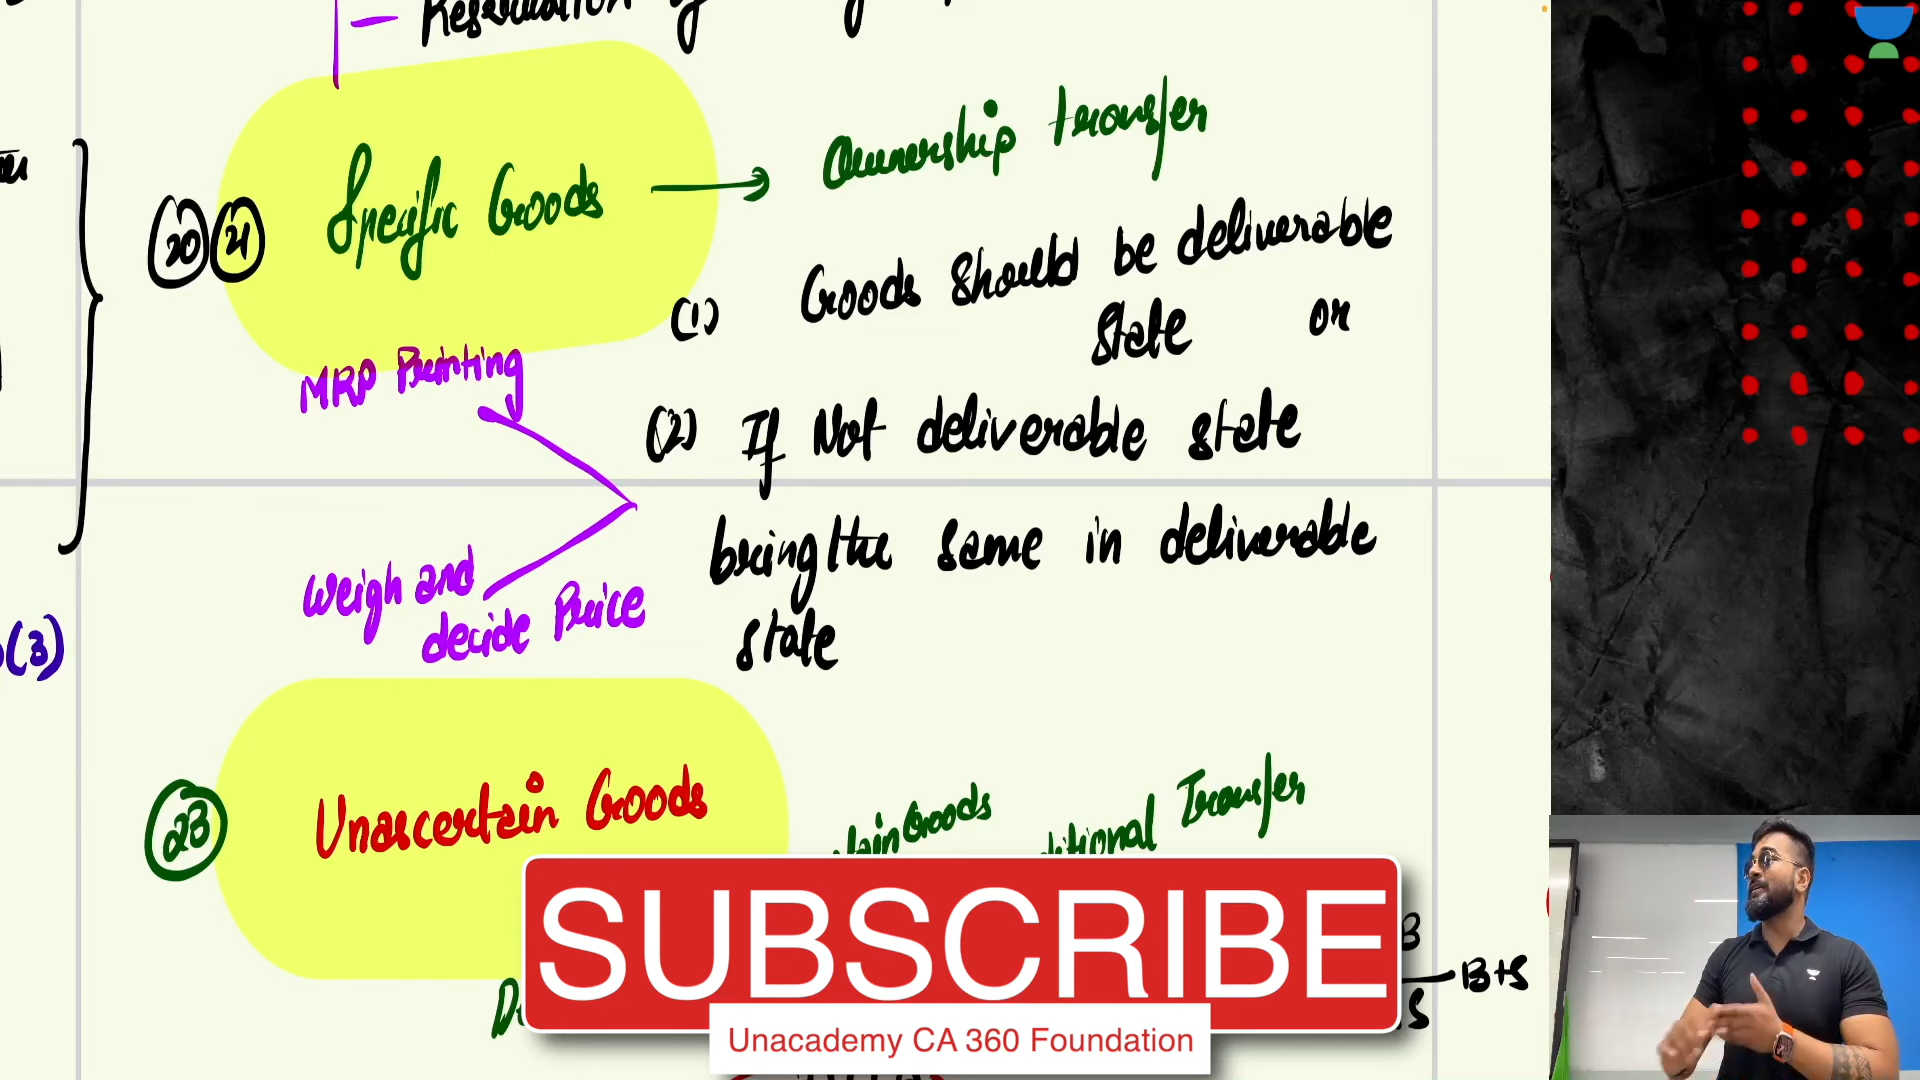 Specific Goods → Ownership transfer
20 21
(1) Goods should be deliverable
state or
MRP Printing
(2) If Not deliverable state
being the same in deliverable
state
Weigh and
decide Price
(3)
23
Unascertain Goods
Transfer
B
B+S
S
SUBSCRIBE
Unacademy CA 360 Foundation